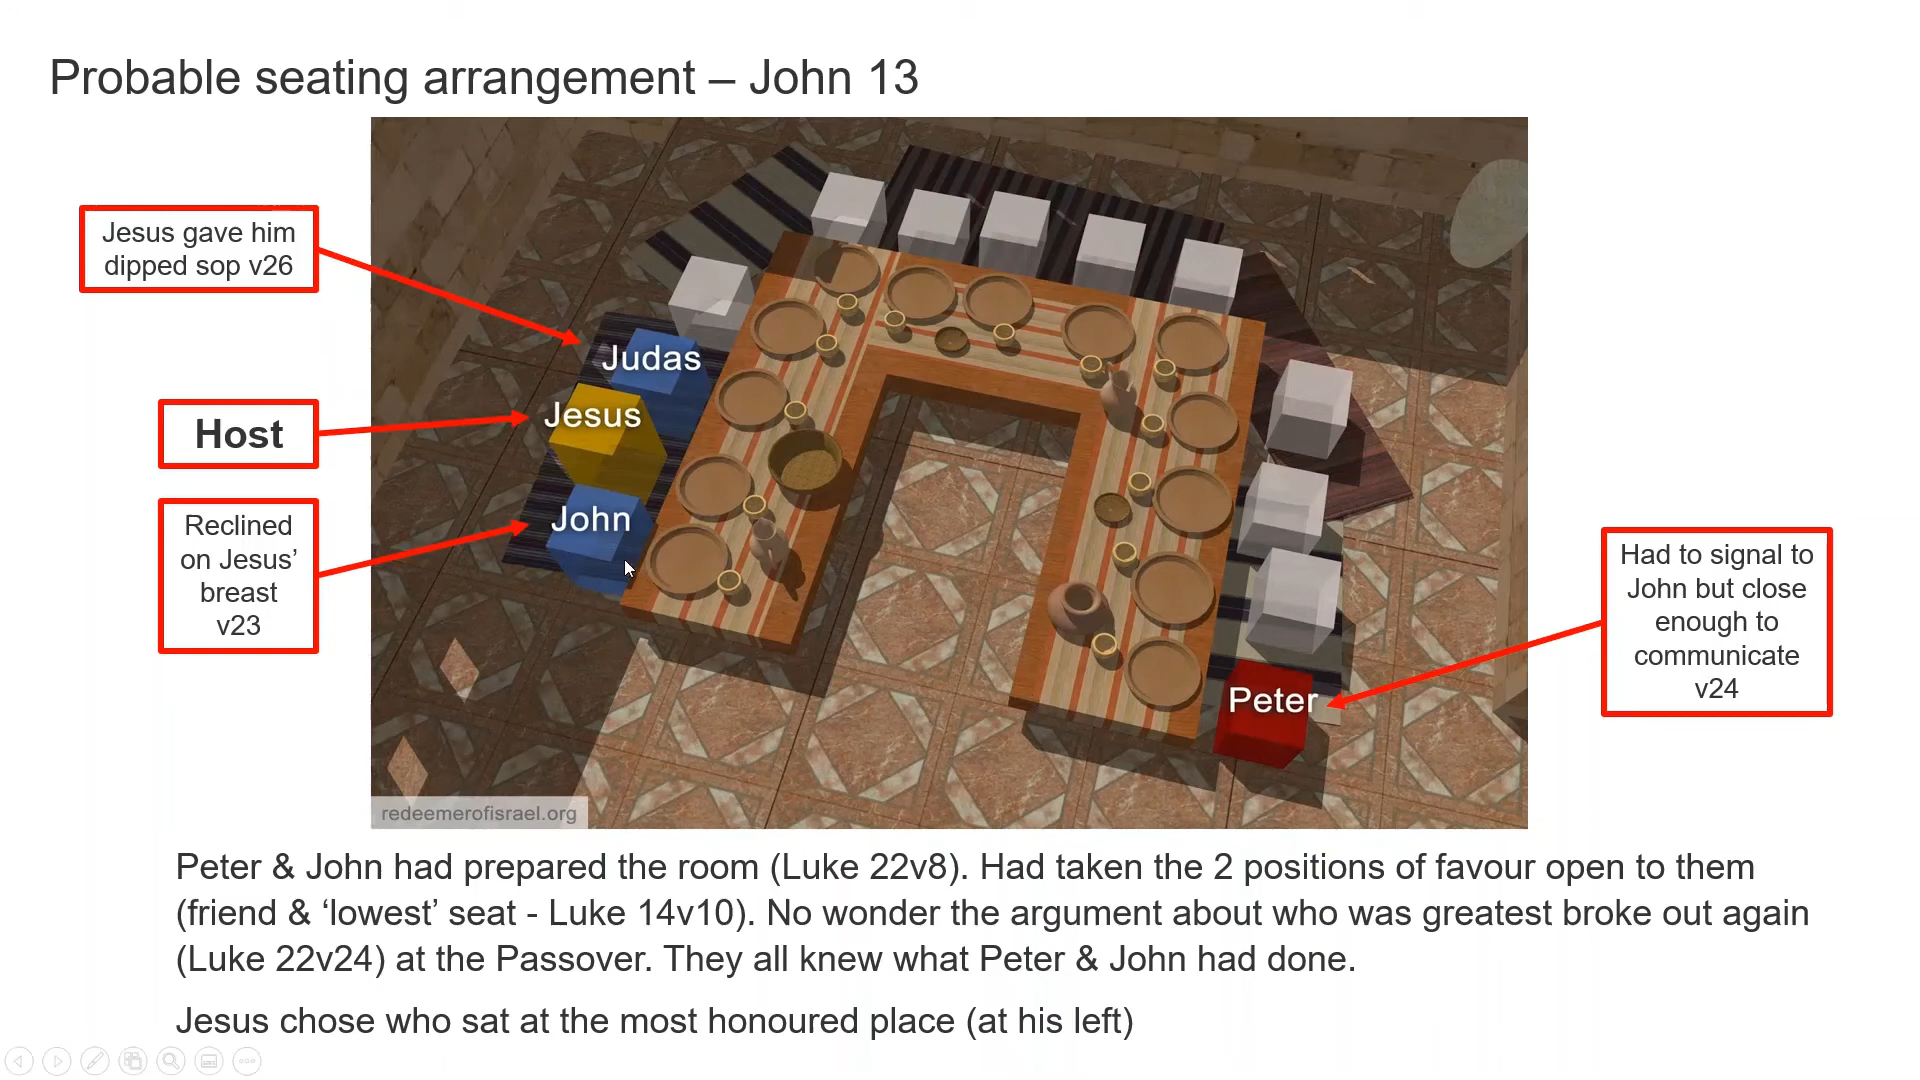 Probable seating arrangement – John 13
Jesus gave him
dipped sop v26
Judas
Host
Jesus
Reclined
on Jesus’
breast
v23
John
Had to signal to
John but close
enough to
communicate
v24
Peter
redeemerofisrael.org
Peter & John had prepared the room (Luke 22v8). Had taken the 2 positions of favour open to them
(friend & ‘lowest’ seat - Luke 14v10). No wonder the argument about who was greatest broke out again
(Luke 22v24) at the Passover. They all knew what Peter & John had done.
Jesus chose who sat at the most honoured place (at his left)